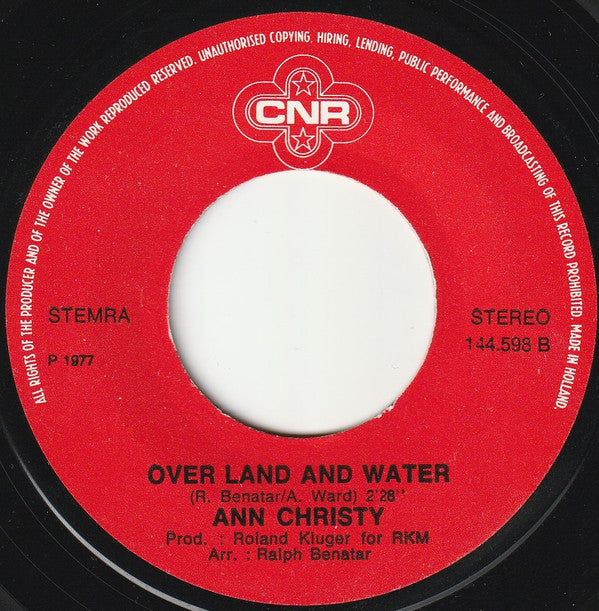 ALL RIGHTS OF THE PRODUCER AND OF THE OWNER OF THE WORK REPRODUCED RESERVED. UNAUTHORISED COPYING, HIRING, LENDING, PUBLIC PERFORMANCE AND BROADCASTING OF THIS RECORD PROHIBITED. MADE IN HOLLAND.
CNR
STEMRA
STEREO
P 1977
144.598 B
OVER LAND AND WATER
(R. Benatar/A. Ward) 2'28''
ANN CHRISTY
Prod. : Roland Kluger for RKM
Arr. : Ralph Benatar